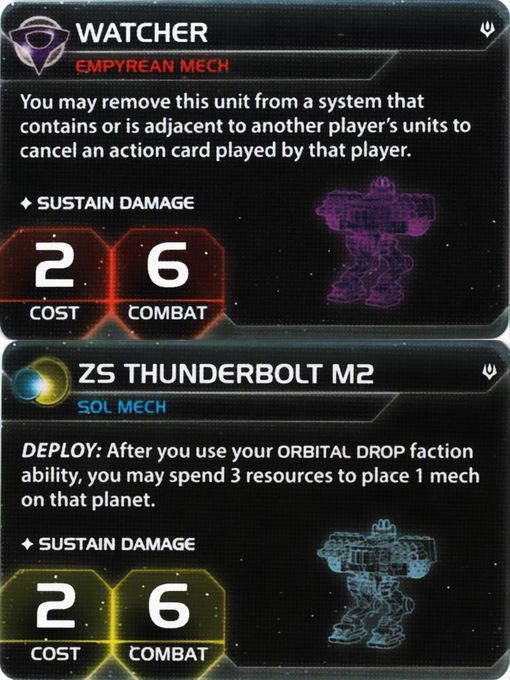 WATCHER
EMPYREAN MECH
You may remove this unit from a system that
contains or is adjacent to another player's units to
cancel an action card played by that player.
✦ SUSTAIN DAMAGE
2 6
COST COMBAT
ZS THUNDERBOLT M2
SOL MECH
DEPLOY: After you use your ORBITAL DROP faction
ability, you may spend 3 resources to place 1 mech
on that planet.
✦ SUSTAIN DAMAGE
2 6
COST COMBAT